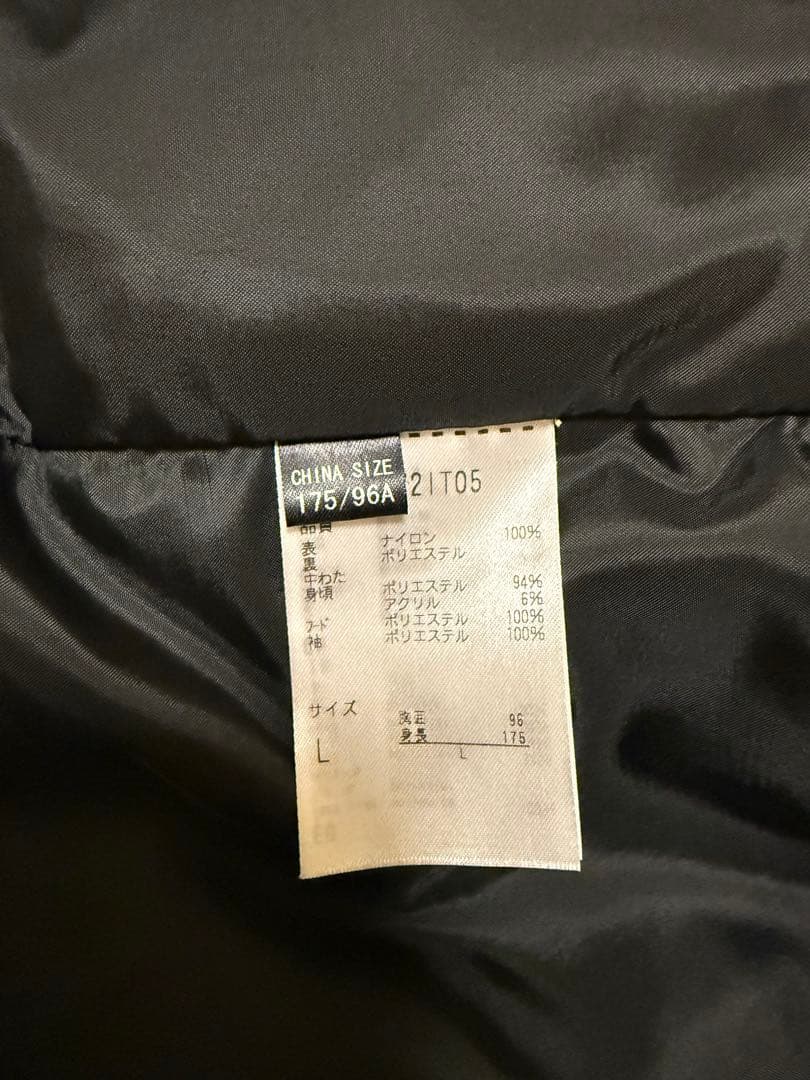 CHINA SIZE
175/96A
2IT05
品質
表 ナイロン 100%
裏 ポリエステル
中わた
身頃 ポリエステル 94%
アクリル 6%
フード ポリエステル 100%
袖 ポリエステル 100%
サイズ
L
胸囲 96
身長 175
L